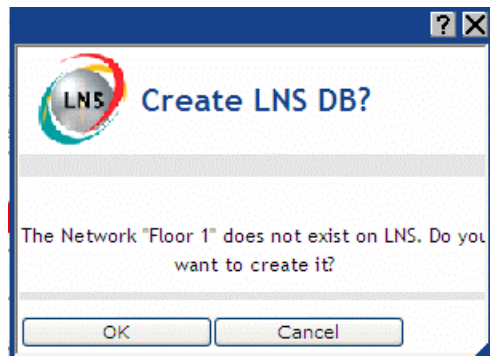 ?
LNS
Create LNS DB?
The Network "Floor 1" does not exist on LNS. Do you
want to create it?
OK Cancel